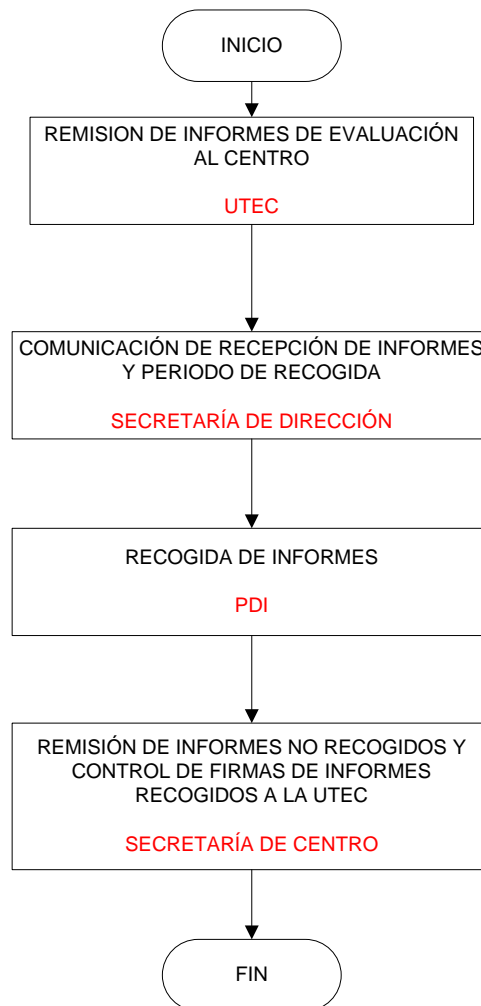 INICIO
REMISION DE INFORMES DE EVALUACIÓN
AL CENTRO
UTEC
COMUNICACIÓN DE RECEPCIÓN DE INFORMES
Y PERIODO DE RECOGIDA
SECRETARÍA DE DIRECCIÓN
RECOGIDA DE INFORMES
PDI
REMISIÓN DE INFORMES NO RECOGIDOS Y
CONTROL DE FIRMAS DE INFORMES
RECOGIDOS A LA UTEC
SECRETARÍA DE CENTRO
FIN